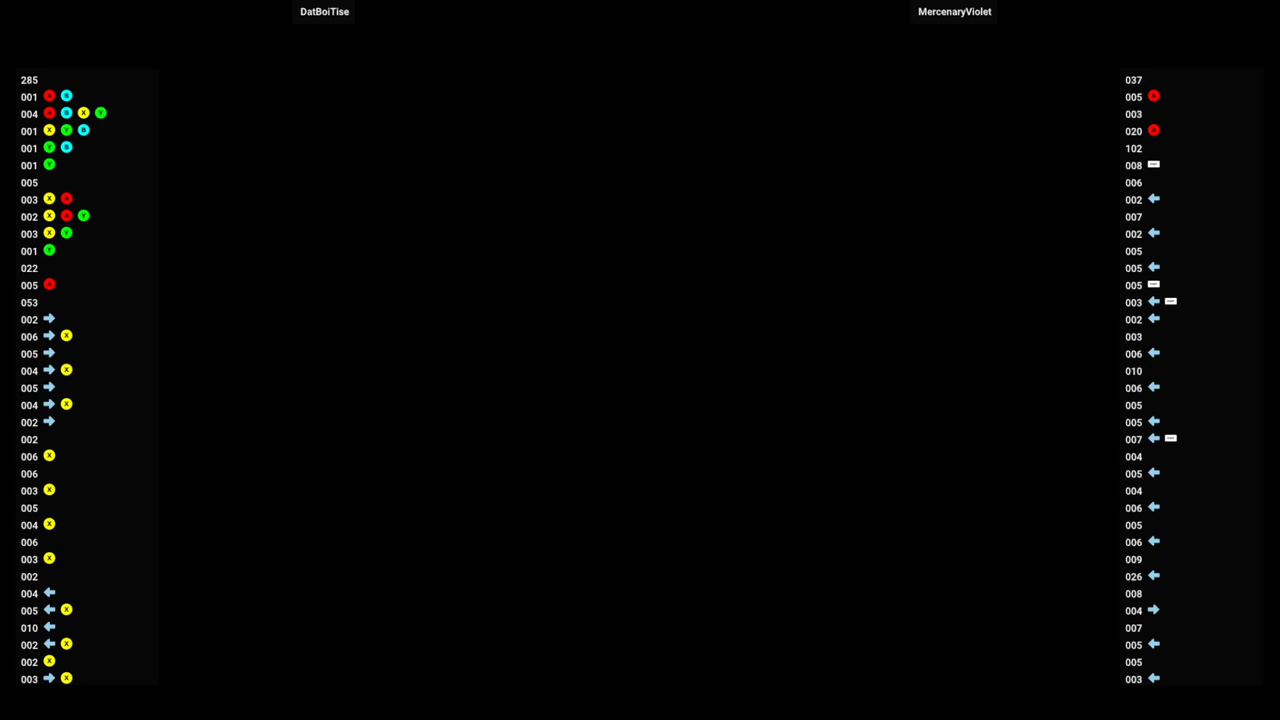 DatBoiTise
MercenaryViolet
285
001 A B
004 A B X Y
001 X Y B
001 Y B
001 Y
005
003 X A
002 X A Y
003 X Y
001 Y
022
005 A
053
002
006 X
005
004 X
005
004 X
002
002
006 X
006
003 X
005
004 X
006
003 X
002
004
005 X
010
002 X
002 X
003 X
037
005 A
003
020 A
102
008
006
002
007
002
005
005
005
003
002
003
006
010
006
005
005
007
004
005
004
006
005
006
009
026
008
004
007
005
005
003